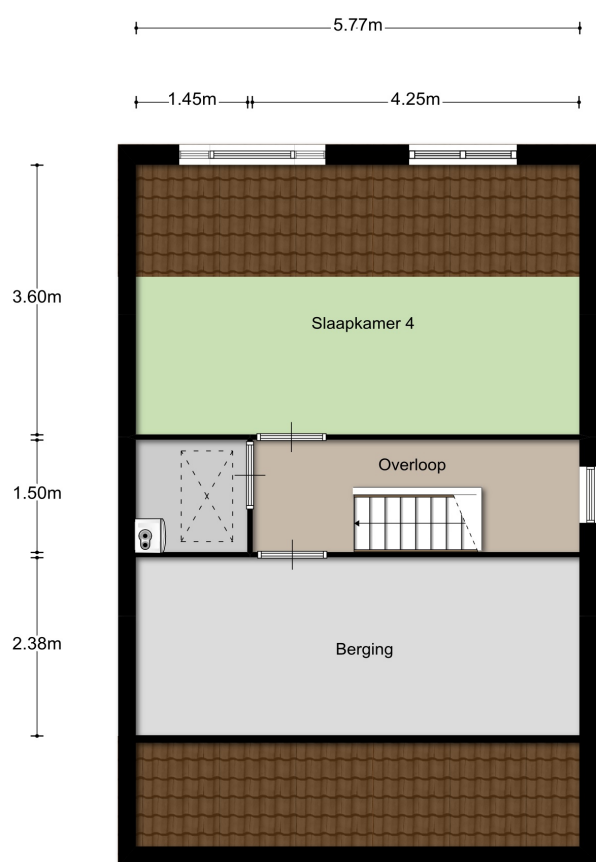 5.77m
1.45m
4.25m
3.60m
Slaapkamer 4
Overloop
1.50m
2.38m
Berging